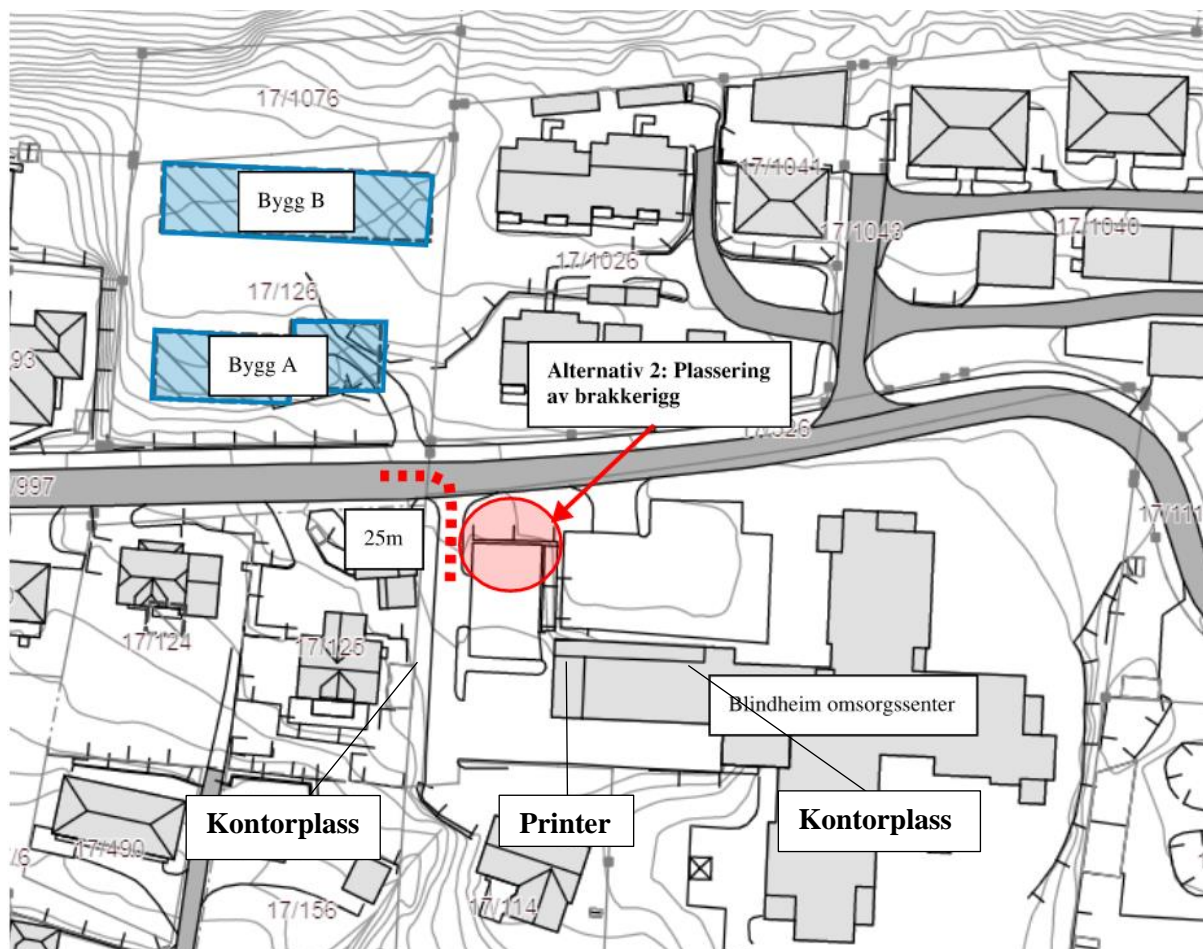 17/1076
Bygg B
17/1041
17/1043
17/1040
17/1026
17/126
Bygg A
93
Alternativ 2: Plassering
av brakkerigg
17/526
/997
25m
17/111
17/124
17/125
Blindheim omsorgssenter
Kontorplass
Printer
Kontorplass
/6
17/490
17/156
17/114